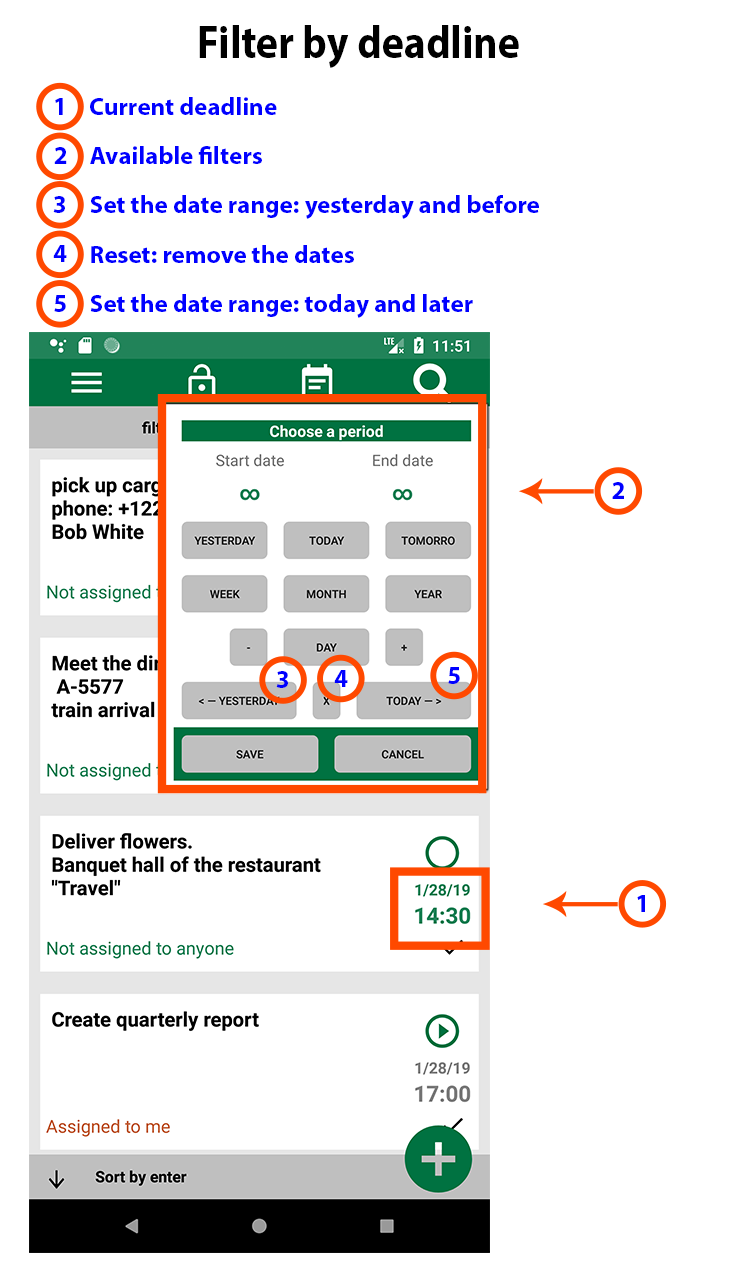 Filter by deadline
1 Current deadline
2 Available filters
3 Set the date range: yesterday and before
4 Reset: remove the dates
5 Set the date range: today and later
LTE 11:51
filt
Choose a period
Start date End date
∞ ∞
2
YESTERDAY TODAY TOMORRO
WEEK MONTH YEAR
- DAY +
3 4 5
< — YESTERDAY X TODAY — >
SAVE CANCEL
pick up carg
phone: +122
Bob White
Not assigned t
Meet the dir
A-5577
train arrival
Not assigned t
Deliver flowers.
Banquet hall of the restaurant
"Travel"
1/28/19
14:30
1
Not assigned to anyone
Create quarterly report
1/28/19
17:00
Assigned to me
Sort by enter